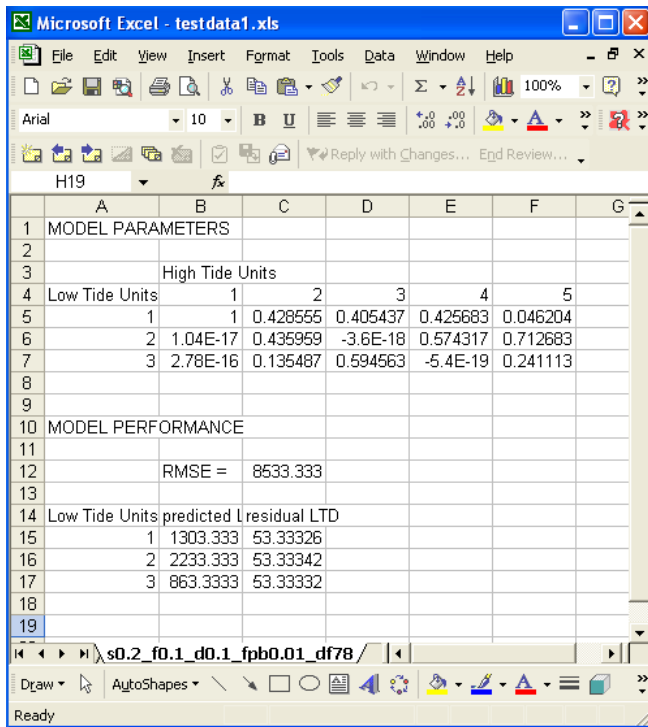 Microsoft Excel - testdata1.xls
File Edit View Insert Format Tools Data Window Help
Σ 100%
Arial 10 B U A
Reply with Changes... End Review...
H19 fx
A B C D E F G
1 MODEL PARAMETERS
2
3 High Tide Units
4 Low Tide Units 1 2 3 4 5
5 1 1 0.428555 0.405437 0.425683 0.046204
6 2 1.04E-17 0.435959 -3.6E-18 0.574317 0.712683
7 3 2.78E-16 0.135487 0.594563 -5.4E-19 0.241113
8
9
10 MODEL PERFORMANCE
11
12 RMSE = 8533.333
13
14 Low Tide Units predicted L residual LTD
15 1 1303.333 53.33326
16 2 2233.333 53.33342
17 3 863.3333 53.33332
18
19
s0.2_f0.1_d0.1_fpb0.01_df78
Draw AutoShapes A A
Ready